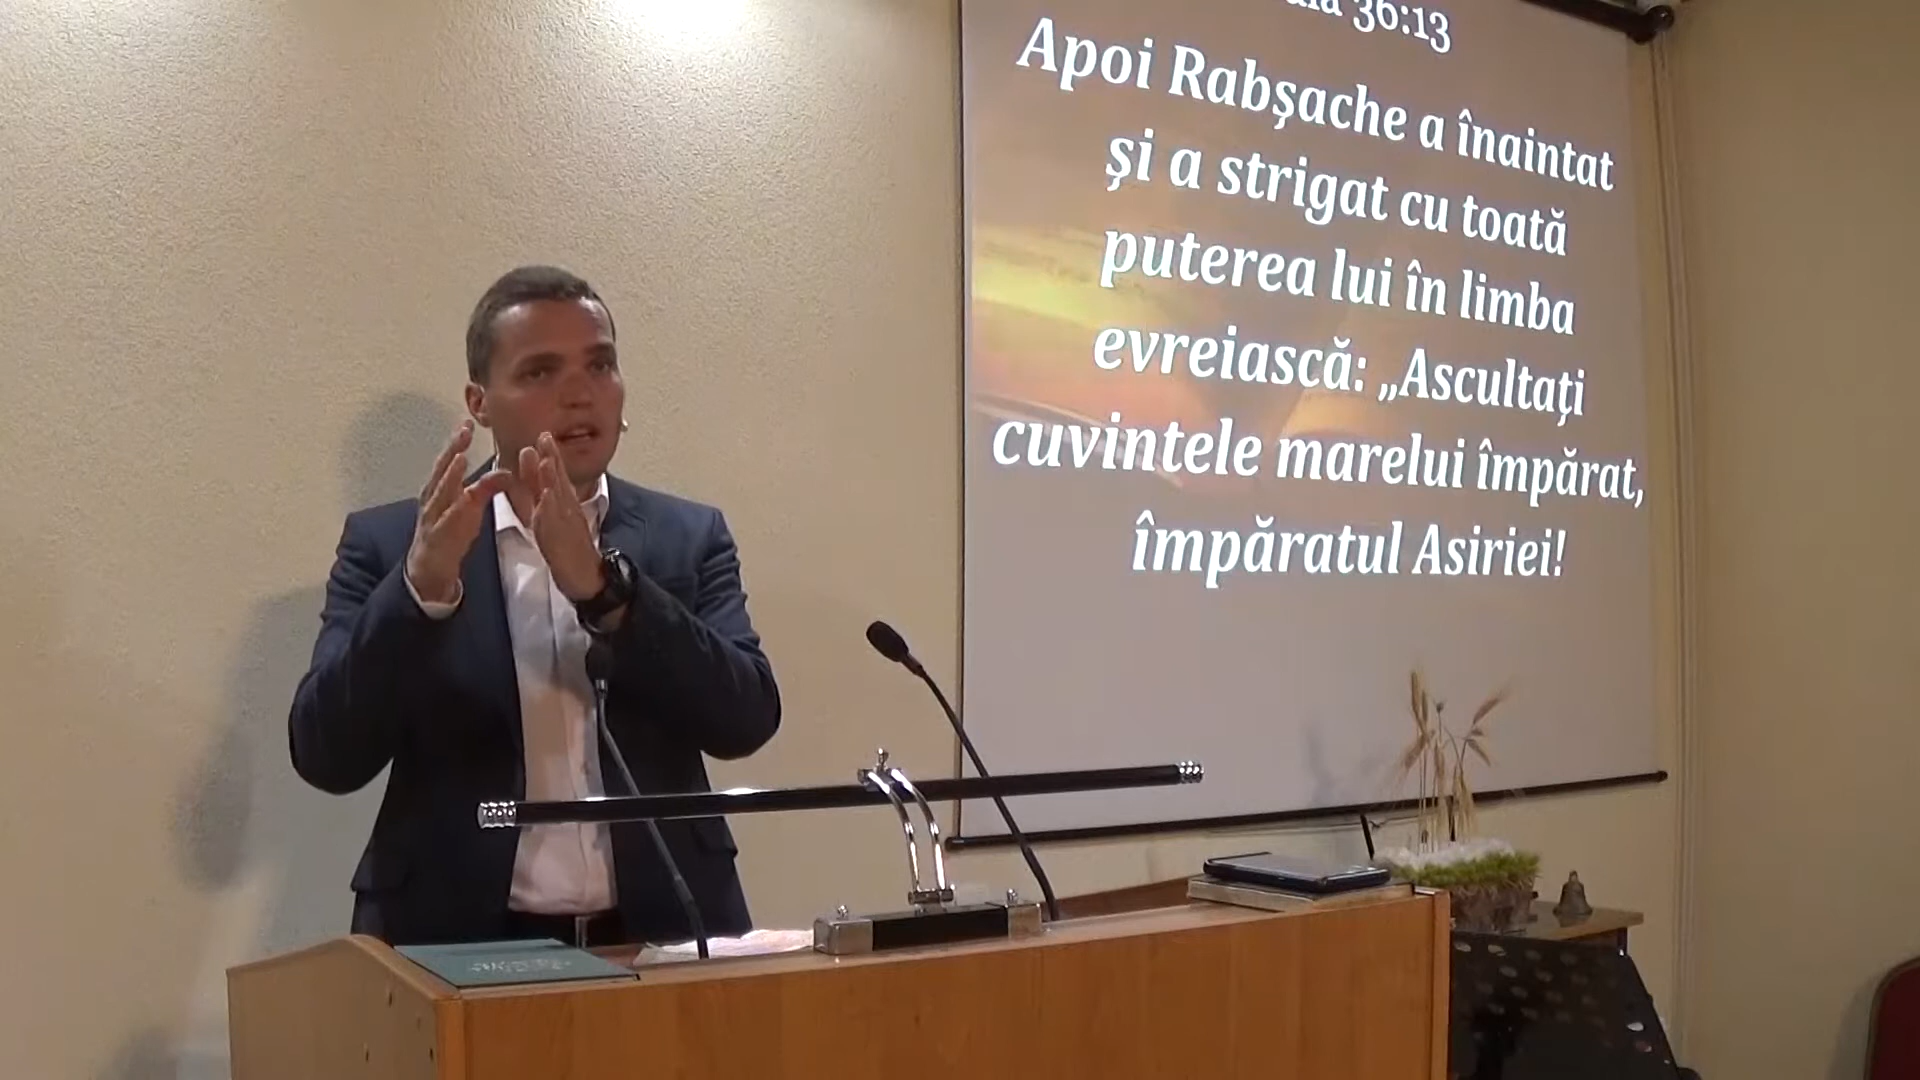 36:13
Apoi Rabşache a înaintat
şi a strigat cu toată
puterea lui în limba
evreiască: „Ascultaţi
cuvintele marelui împărat,
împăratul Asiriei!